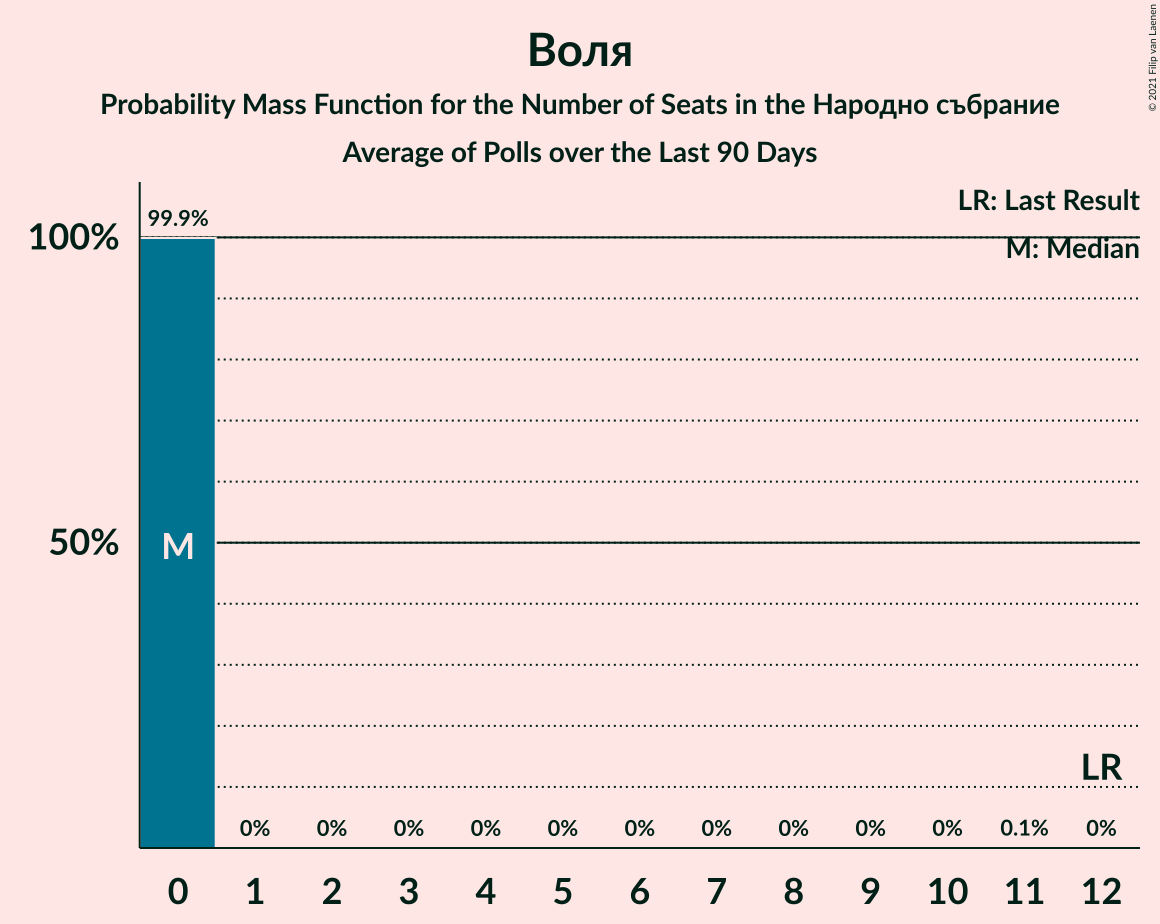 Воля
Probability Mass Function for the Number of Seats in the Народно събрание
Average of Polls over the Last 90 Days
© 2021 Filip van Laenen
LR: Last Result
M: Median
99.9%
100%
50%
M
LR
0% 0% 0% 0% 0% 0% 0% 0% 0% 0% 0.1% 0%
0 1 2 3 4 5 6 7 8 9 10 11 12